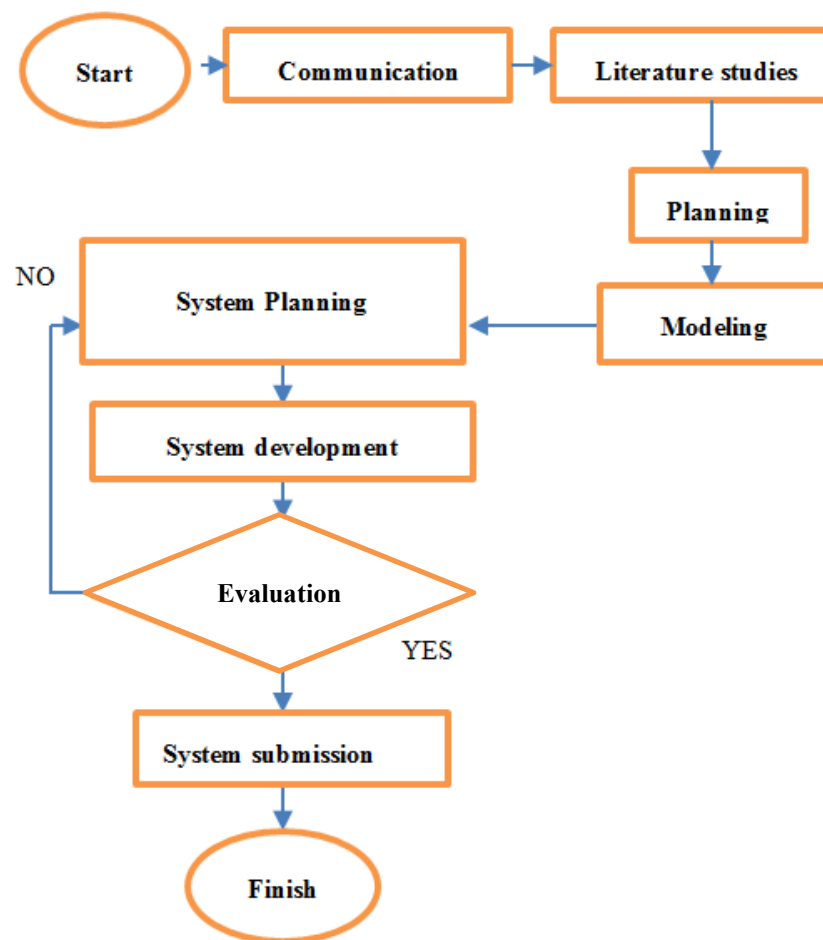 Start
Communication
Literature studies
Planning
NO
System Planning
Modeling
System development
Evaluation
YES
System submission
Finish